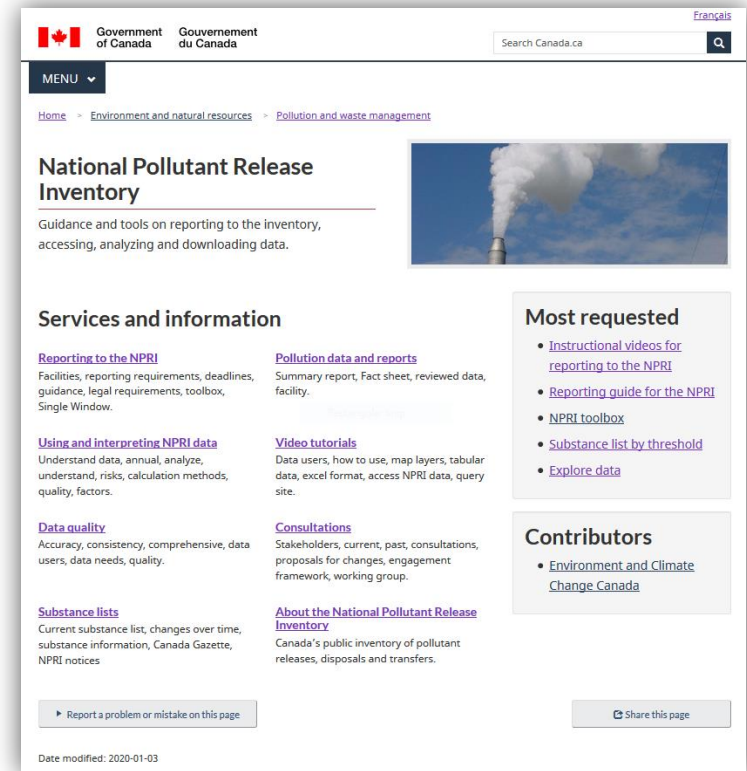 Français
Government
of Canada
Gouvernement
du Canada
Search Canada.ca
MENU
Home > Environment and natural resources > Pollution and waste management
National Pollutant Release
Inventory
Guidance and tools on reporting to the inventory,
accessing, analyzing and downloading data.
Services and information
Reporting to the NPRI
Facilities, reporting requirements, deadlines,
guidance, legal requirements, toolbox,
Single Window.
Pollution data and reports
Summary report, Fact sheet, reviewed data,
facility.
Using and interpreting NPRI data
Understand data, annual, analyze,
understand, risks, calculation methods,
quality, factors.
Video tutorials
Data users, how to use, map layers, tabular
data, excel format, access NPRI data, query
site.
Data quality
Accuracy, consistency, comprehensive, data
users, data needs, quality.
Consultations
Stakeholders, current, past, consultations,
proposals for changes, engagement
framework, working group.
Substance lists
Current substance list, changes over time,
substance information, Canada Gazette,
NPRI notices
About the National Pollutant Release
Inventory
Canada's public inventory of pollutant
releases, disposals and transfers.
Most requested
• Instructional videos for
reporting to the NPRI
• Reporting guide for the NPRI
• NPRI toolbox
• Substance list by threshold
• Explore data
Contributors
• Environment and Climate
Change Canada
Report a problem or mistake on this page
Share this page
Date modified: 2020-01-03